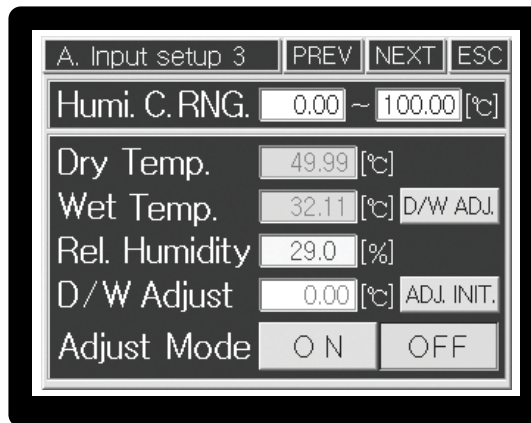 A. Input setup 3 PREV NEXT ESC
Humi. C. RNG. 0.00 ~ 100.00 [℃]
Dry Temp. 49.99 [℃]
Wet Temp. 32.11 [℃] D/W ADJ.
Rel. Humidity 29.0 [%]
D/W Adjust 0.00 [℃] ADJ. INIT.
Adjust Mode ON OFF